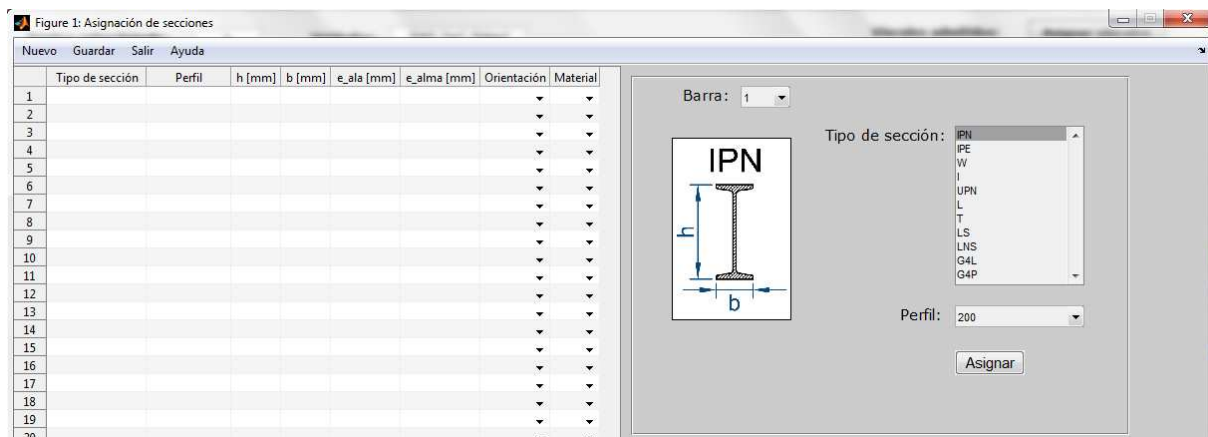 Figure 1: Asignación de secciones
Nuevo Guardar Salir Ayuda
Tipo de sección Perfil h [mm] b [mm] e_ala [mm] e_alma [mm] Orientación Material
1
2
3
4
5
6
7
8
9
10
11
12
13
14
15
16
17
18
19
20
Barra: 1
IPN
h
b
Tipo de sección:
IPN
IPE
W
I
UPN
L
T
LS
LNS
G4L
G4P
Perfil: 200
Asignar